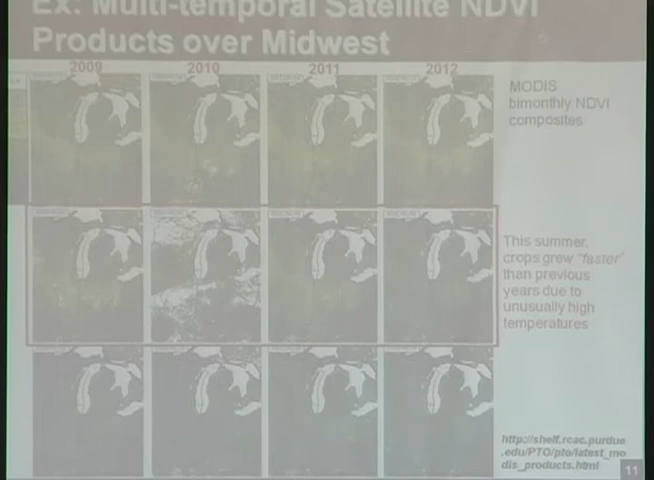 Ex: Multi-temporal Satellite NDVI
Products over Midwest
2009
2010
2011
2012
MODIS
bimonthly NDVI
composites
This summer,
crops grew "faster"
than previous
years due to
unusually high
temperatures
http://shelf.rcac.purdue
.edu/PTO/pto/latest_mo
dis_products.html
11